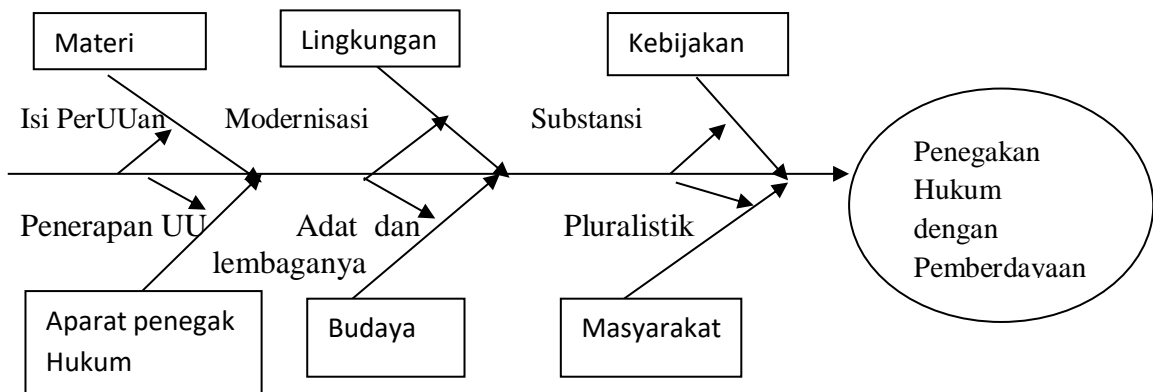 Materi
Lingkungan
Kebijakan
Isi PerUUan
Modernisasi
Substansi
Penegakan
Hukum
dengan
Pemberdavaan
Penerapan UU
Adat dan
lembaganya
Pluralistik
Aparat penegak
Hukum
Budaya
Masyarakat